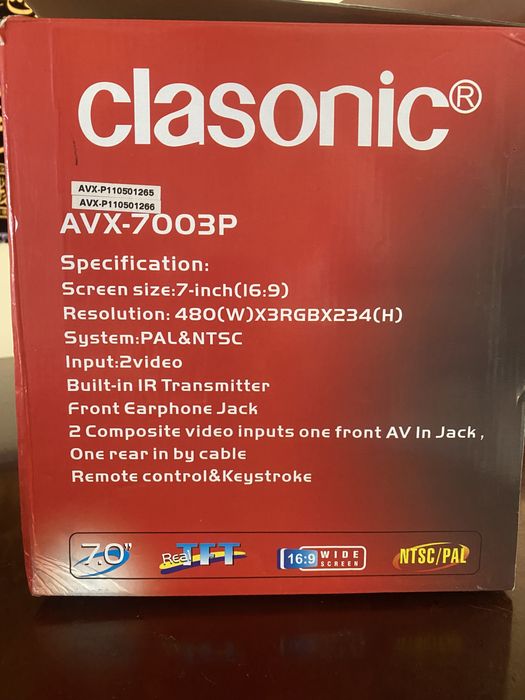 clasonic®
AVX-P110501265
AVX-P110501266
AVX-7003P
Specification:
Screen size:7-inch(16:9)
Resolution: 480(W)X3RGBX234(H)
System:PAL&NTSC
Input:2video
Built-in IR Transmitter
Front Earphone Jack
2 Composite video inputs one front AV In Jack ,
One rear in by cable
Remote control&Keystroke
7.0"
Real TFT
16:9 WIDE SCREEN
NTSC/PAL